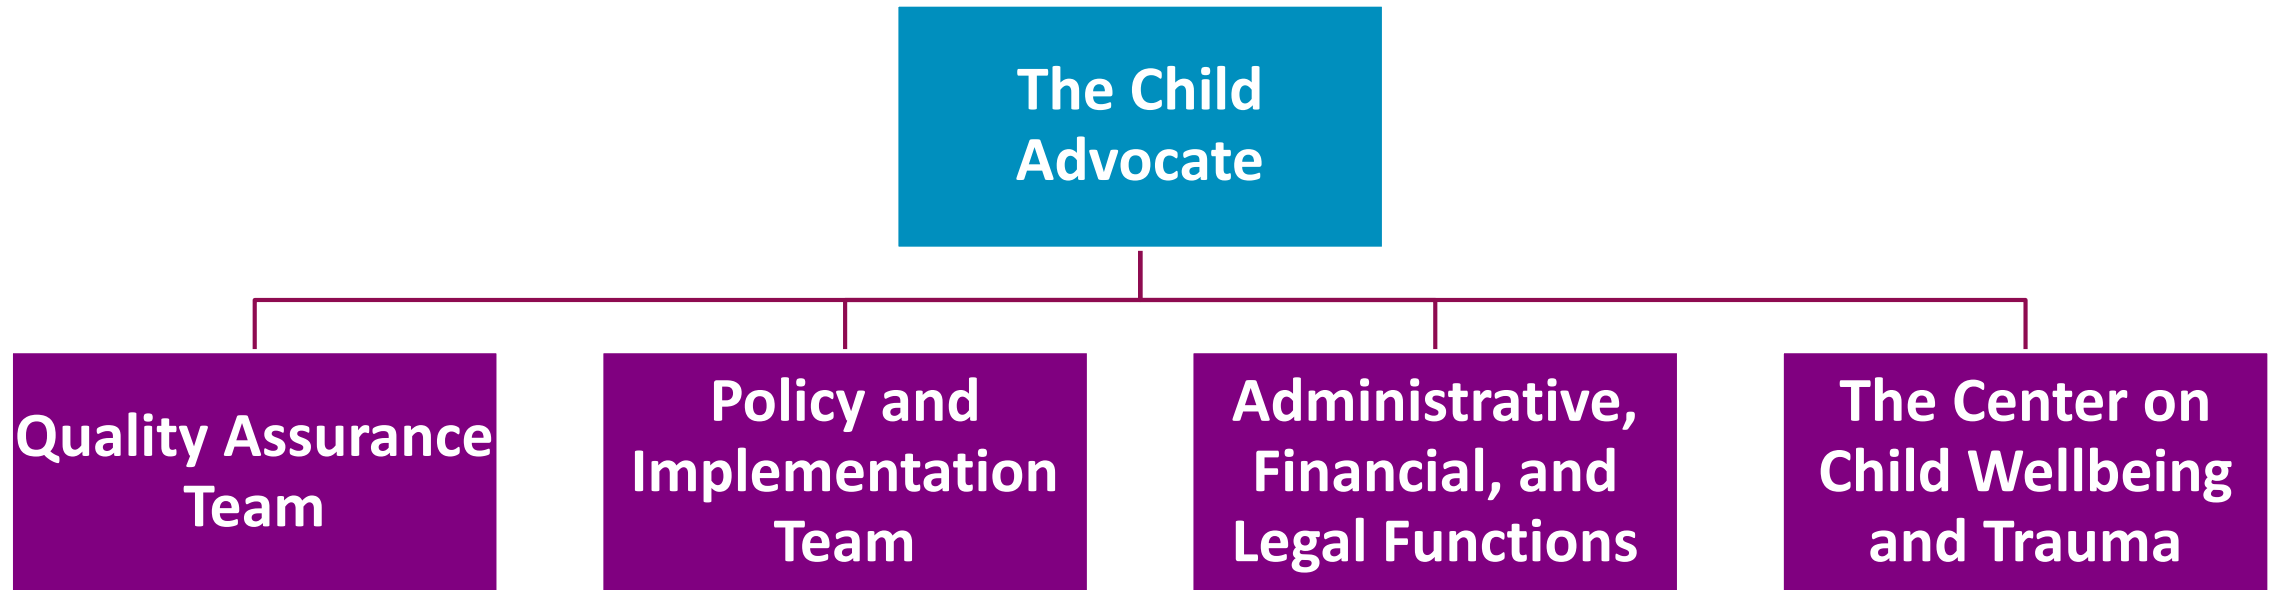 The Child
Advocate
Quality Assurance
Team
Policy and
Implementation
Team
Administrative,
Financial, and
Legal Functions
The Center on
Child Wellbeing
and Trauma